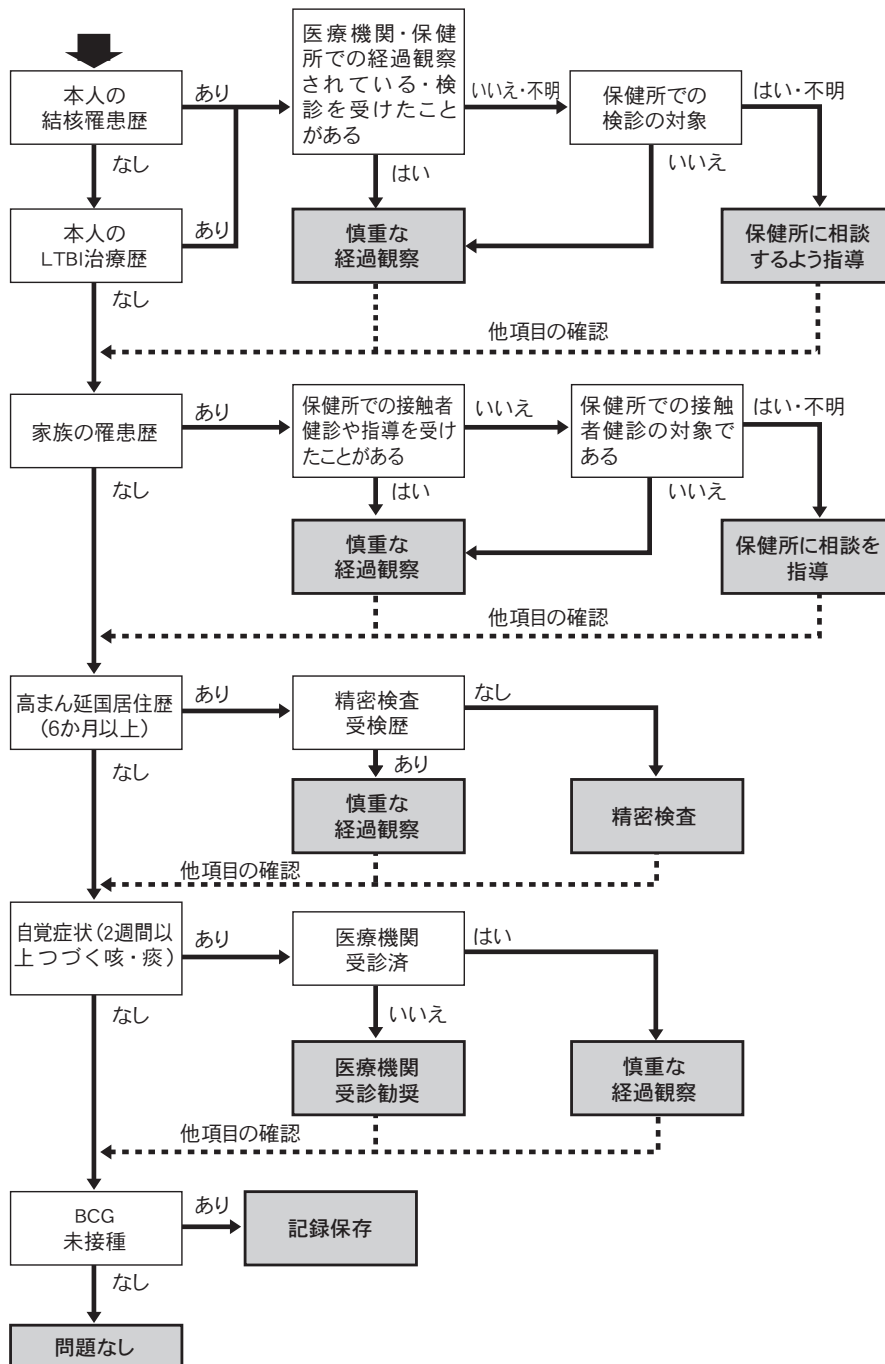 本人の
結核罹患歴
あり
医療機関・保健
所での経過観察
されている・検
診を受けたこと
がある
いいえ・不明
保健所での
検診の対象
はい・不明
なし
はい
いいえ
本人の
LTBI治療歴
あり
慎重な
経過観察
保健所に相談
するよう指導
なし
他項目の確認
家族の罹患歴
あり
保健所での接触者
健診や指導を受け
たことがある
いいえ
保健所での接触
者健診の対象で
ある
はい・不明
なし
はい
いいえ
慎重な
経過観察
保健所に相談を
指導
他項目の確認
高まん延国居住歴
(6か月以上)
あり
精密検査
受検歴
なし
なし
あり
慎重な
経過観察
精密検査
他項目の確認
自覚症状(2週間以
上つづく咳・痰)
あり
医療機関
受診済
はい
なし
いいえ
医療機関
受診勧奨
慎重な
経過観察
他項目の確認
BCG
未接種
あり
記録保存
なし
問題なし